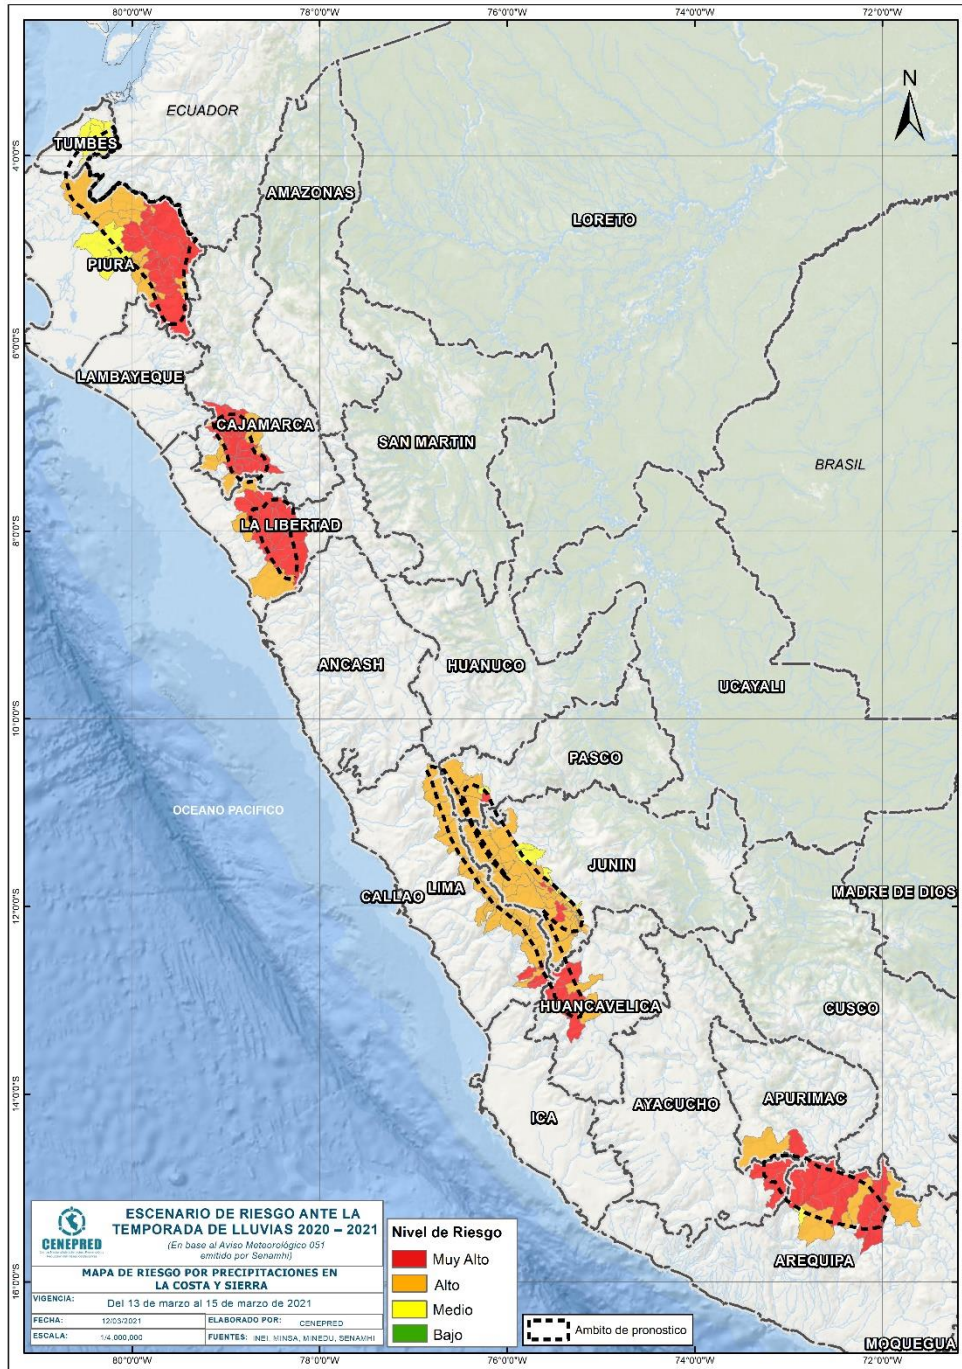 80°0'0"W
78°0'0"W
76°0'0"W
74°0'0"W
72°0'0"W
N
ECUADOR
TUMBES
4°0'0"S
AMAZONAS
LORETO
PIURA
6°0'0"S
LAMBAYEQUE
CAJAMARCA
SAN MARTIN
BRASIL
8°0'0"S
LA LIBERTAD
ANCASH
HUANUCO
UCAYALI
10°0'0"S
PASCO
OCEANO PACIFICO
JUNIN
CALLAO
LIMA
MADRE DE DIOS
12°0'0"S
HUANCAVELICA
CUSCO
14°0'0"S
ICA
AYACUCHO
APURIMAC
AREQUIPA
16°0'0"S
MOQUEGUA
CENEPRED
ESCENARIO DE RIESGO ANTE LA
TEMPORADA DE LLUVIAS 2020 – 2021
(En base al Aviso Meteorológico 051
emitido por Senamhi)
MAPA DE RIESGO POR PRECIPITACIONES EN
LA COSTA Y SIERRA
VIGENCIA: Del 13 de marzo al 15 de marzo de 2021
FECHA: 12/03/2021 ELABORADO POR: CENEPRED
ESCALA: 1/4,000,000 FUENTES: INEI, MINSA, MINEDU, SENAMHI
Nivel de Riesgo
Muy Alto
Alto
Medio
Bajo
Ambito de pronostico
80°0'0"W
78°0'0"W
76°0'0"W
74°0'0"W
72°0'0"W